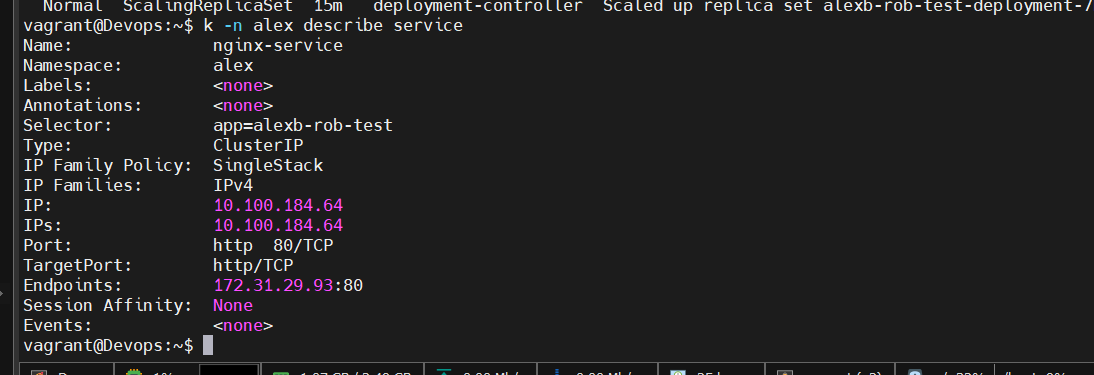 Normal  ScalingReplicaSet  15m   deployment-controller  Scaled up replica set alexb-rob-test-deployment-7
vagrant@Devops:~$ k -n alex describe service
Name:              nginx-service
Namespace:         alex
Labels:            <none>
Annotations:       <none>
Selector:          app=alexb-rob-test
Type:              ClusterIP
IP Family Policy:  SingleStack
IP Families:       IPv4
IP:                10.100.184.64
IPs:               10.100.184.64
Port:              http  80/TCP
TargetPort:        http/TCP
Endpoints:         172.31.29.93:80
Session Affinity:  None
Events:            <none>
vagrant@Devops:~$